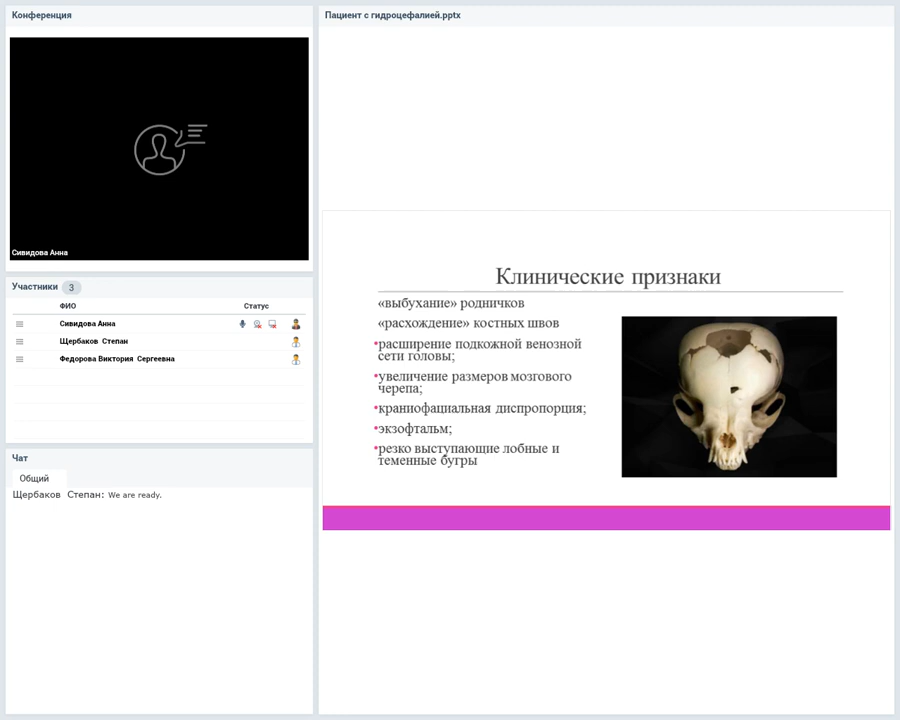 Конференция
Сивидова Анна
Участники 3
ФИО Статус
Сивидова Анна
Щербаков Степан
Федорова Виктория Сергеевна
Чат
Общий
Щербаков Степан: We are ready.
Пациент с гидроцефалией.pptx
Клинические признаки
«выбухание» родничков
«расхождение» костных швов
•расширение подкожной венозной
сети головы;
•увеличение размеров мозгового
черепа;
•краниофациальная диспропорция;
•экзофтальм;
•резко выступающие лобные и
теменные бугры